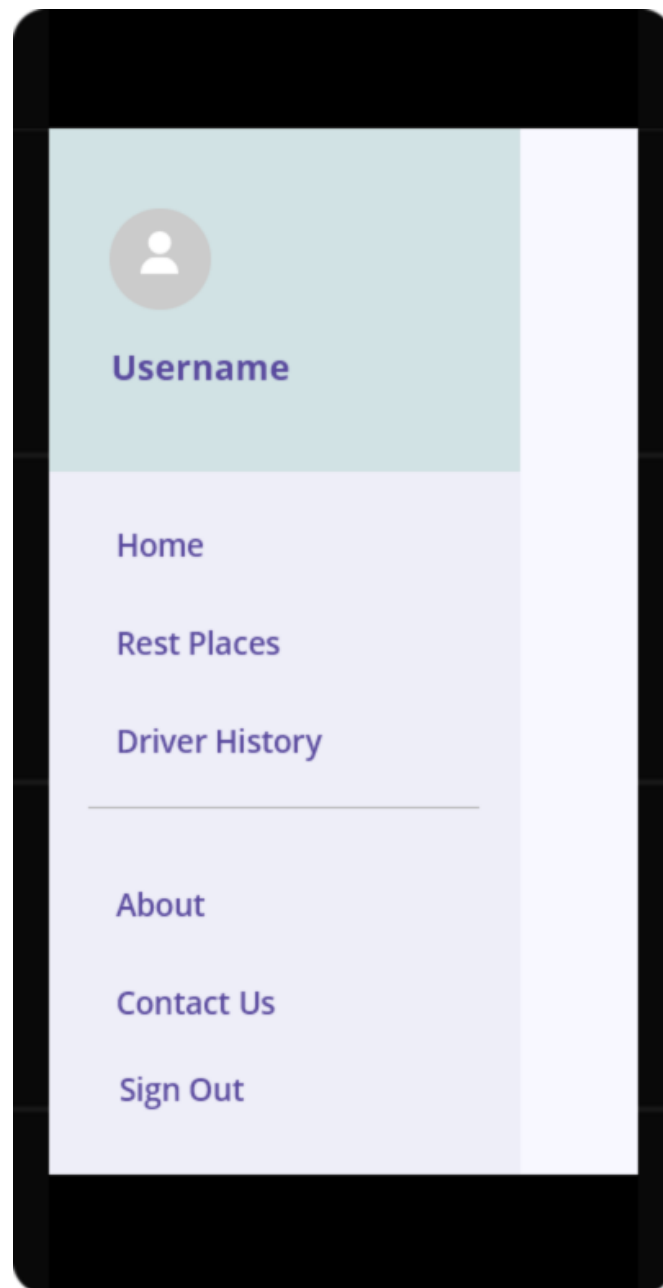 Username
Home
Rest Places
Driver History
About
Contact Us
Sign Out